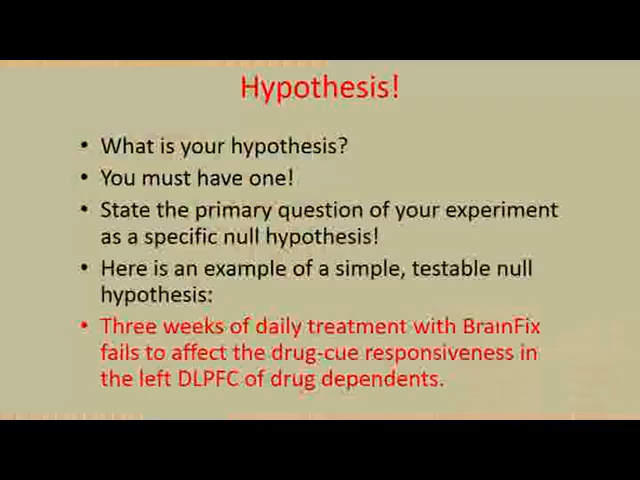 Hypothesis!
• What is your hypothesis?
• You must have one!
• State the primary question of your experiment
as a specific null hypothesis!
• Here is an example of a simple, testable null
hypothesis:
• Three weeks of daily treatment with BrainFix
fails to affect the drug-cue responsiveness in
the left DLPFC of drug dependents.